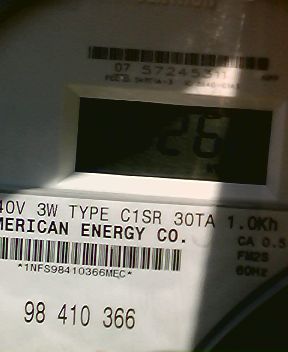 07 57245311
26
40V 3W TYPE C1SR 30TA 1.0Kh
MERICAN ENERGY CO.
CA 0.5
FM2S
60Hz
*1NFS98410366MEC*
98 410 366